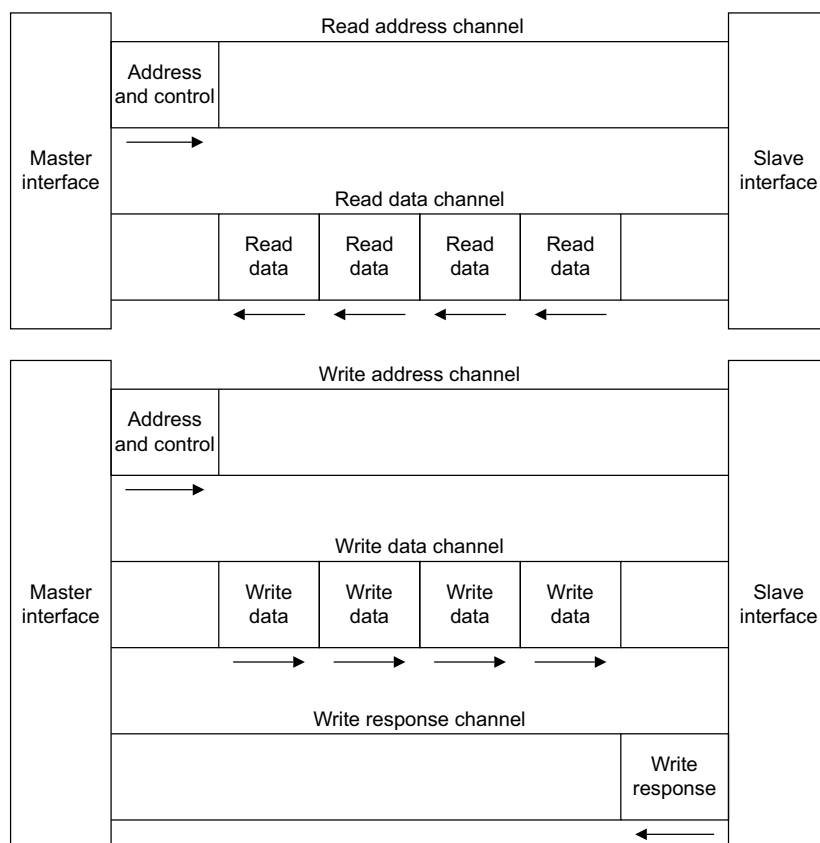 Read address channel
Address
and control
Master
interface
Slave
interface
Read data channel
Read
data
Read
data
Read
data
Read
data
Write address channel
Address
and control
Write data channel
Master
interface
Write
data
Write
data
Write
data
Write
data
Slave
interface
Write response channel
Write
response